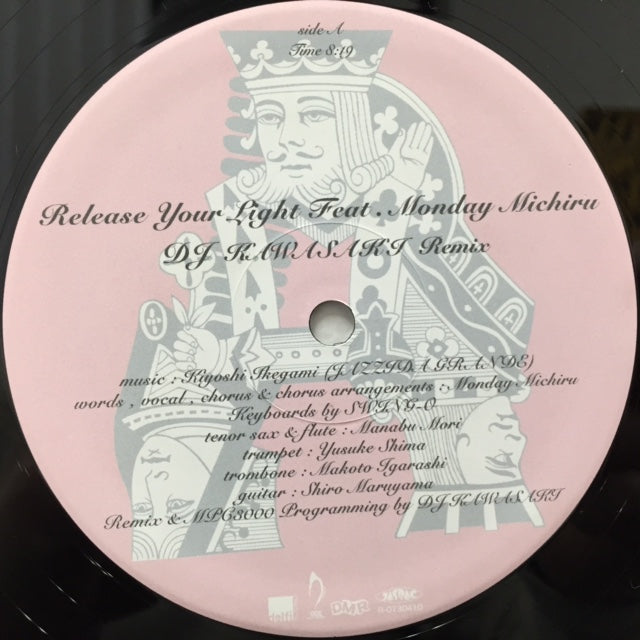 side A
Time 8:19
Release Your Light Feat . Monday Michiru
DJ KAWASAKI Remix
music : Kiyoshi Ikegami (JAZZIDA GRANDE)
words , vocal , chorus & chorus arrangements : Monday Michiru
Keyboards by SWING-O
tenor sax & flute : Manabu Mori
trumpet : Yusuke Shima
trombone : Makoto Igarashi
guitar : Shiro Maruyama
Remix & MPC3000 Programming by DJ KAWASAKI
DMR